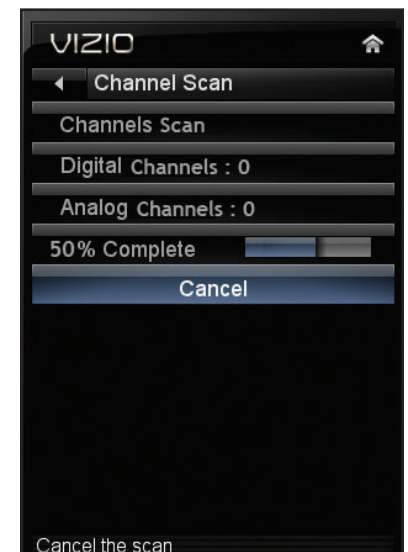 VIZIO
Channel Scan
Channels Scan
Digital Channels : 0
Analog Channels : 0
50% Complete
Cancel
Cancel the scan